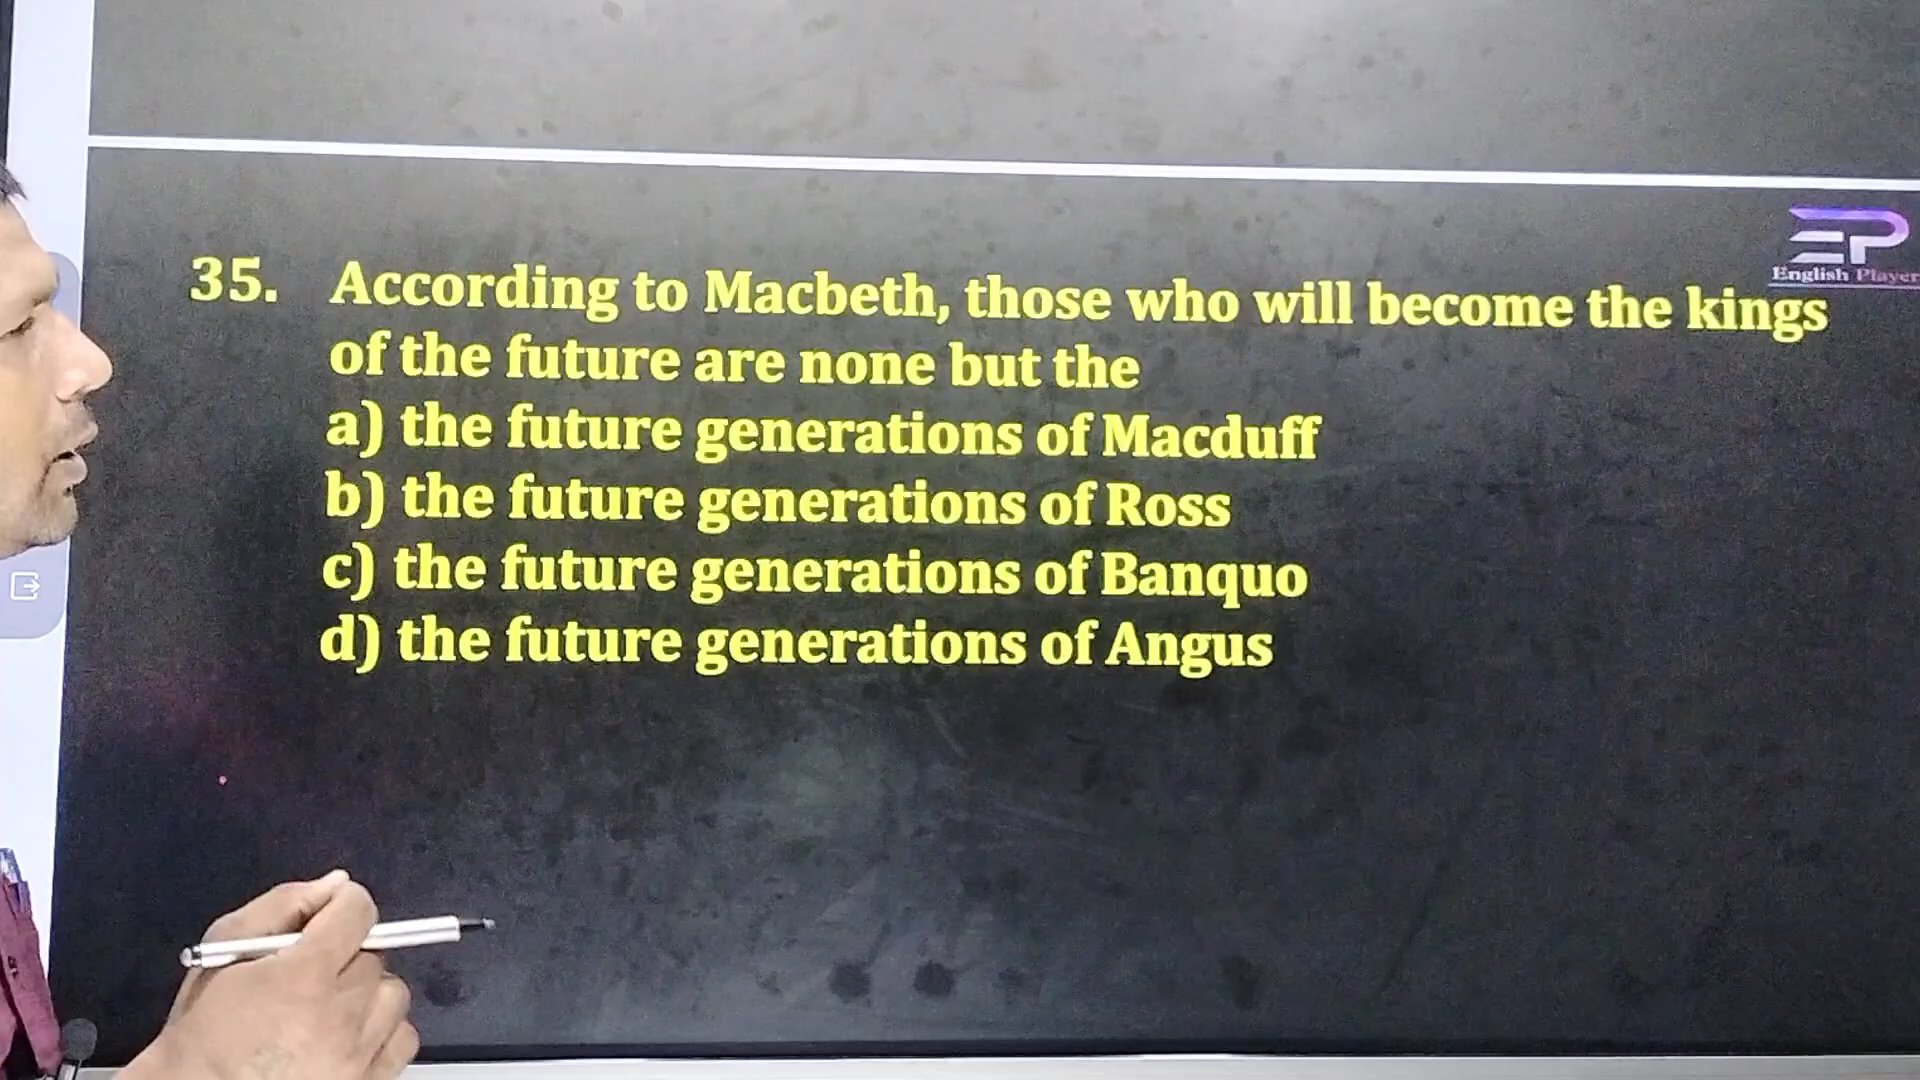 EP
English Player
35. According to Macbeth, those who will become the kings
of the future are none but the
a) the future generations of Macduff
b) the future generations of Ross
c) the future generations of Banquo
d) the future generations of Angus